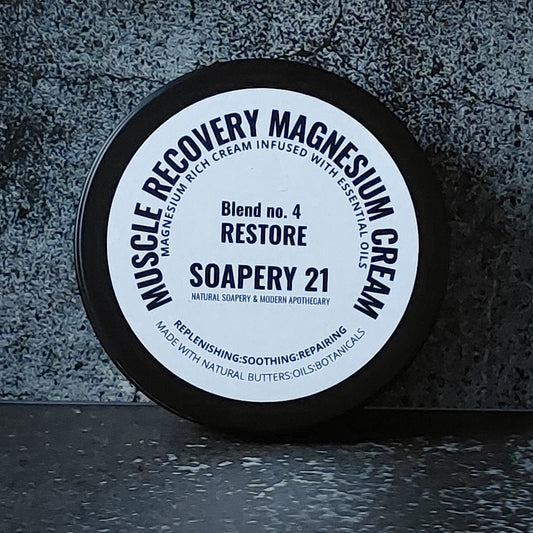 MUSCLE RECOVERY MAGNESIUM CREAM
MAGNESIUM RICH CREAM INFUSED WITH ESSENTIAL OILS
Blend no. 4
RESTORE
SOAPERY 21
NATURAL SOAPERY & MODERN APOTHECARY
REPLENISHING:SOOTHING:REPAIRING
MADE WITH NATURAL BUTTERS:OILS:BOTANICALS